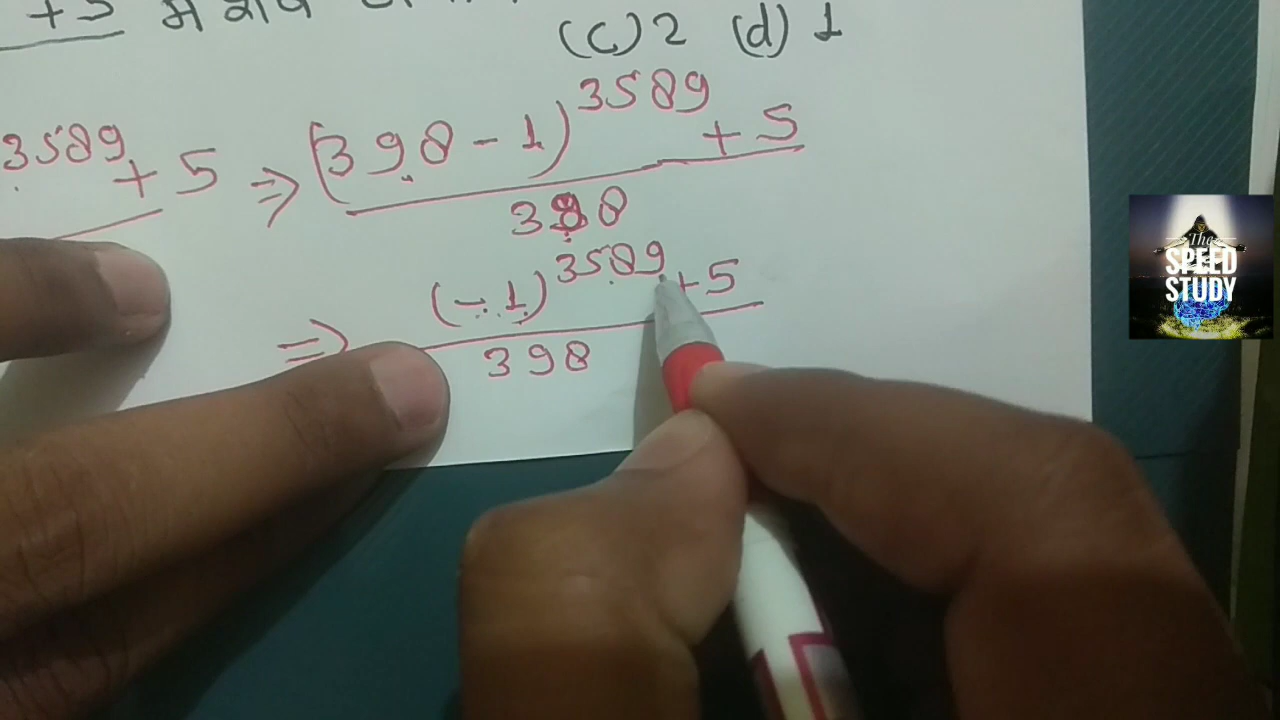 +5 में शेष
(c) 2 (d) 1
3589 + 5 ⇒ (398 - 1)^3589 + 5
398
⇒ (-1)^3589 + 5
398
The
SPEED
STUDY